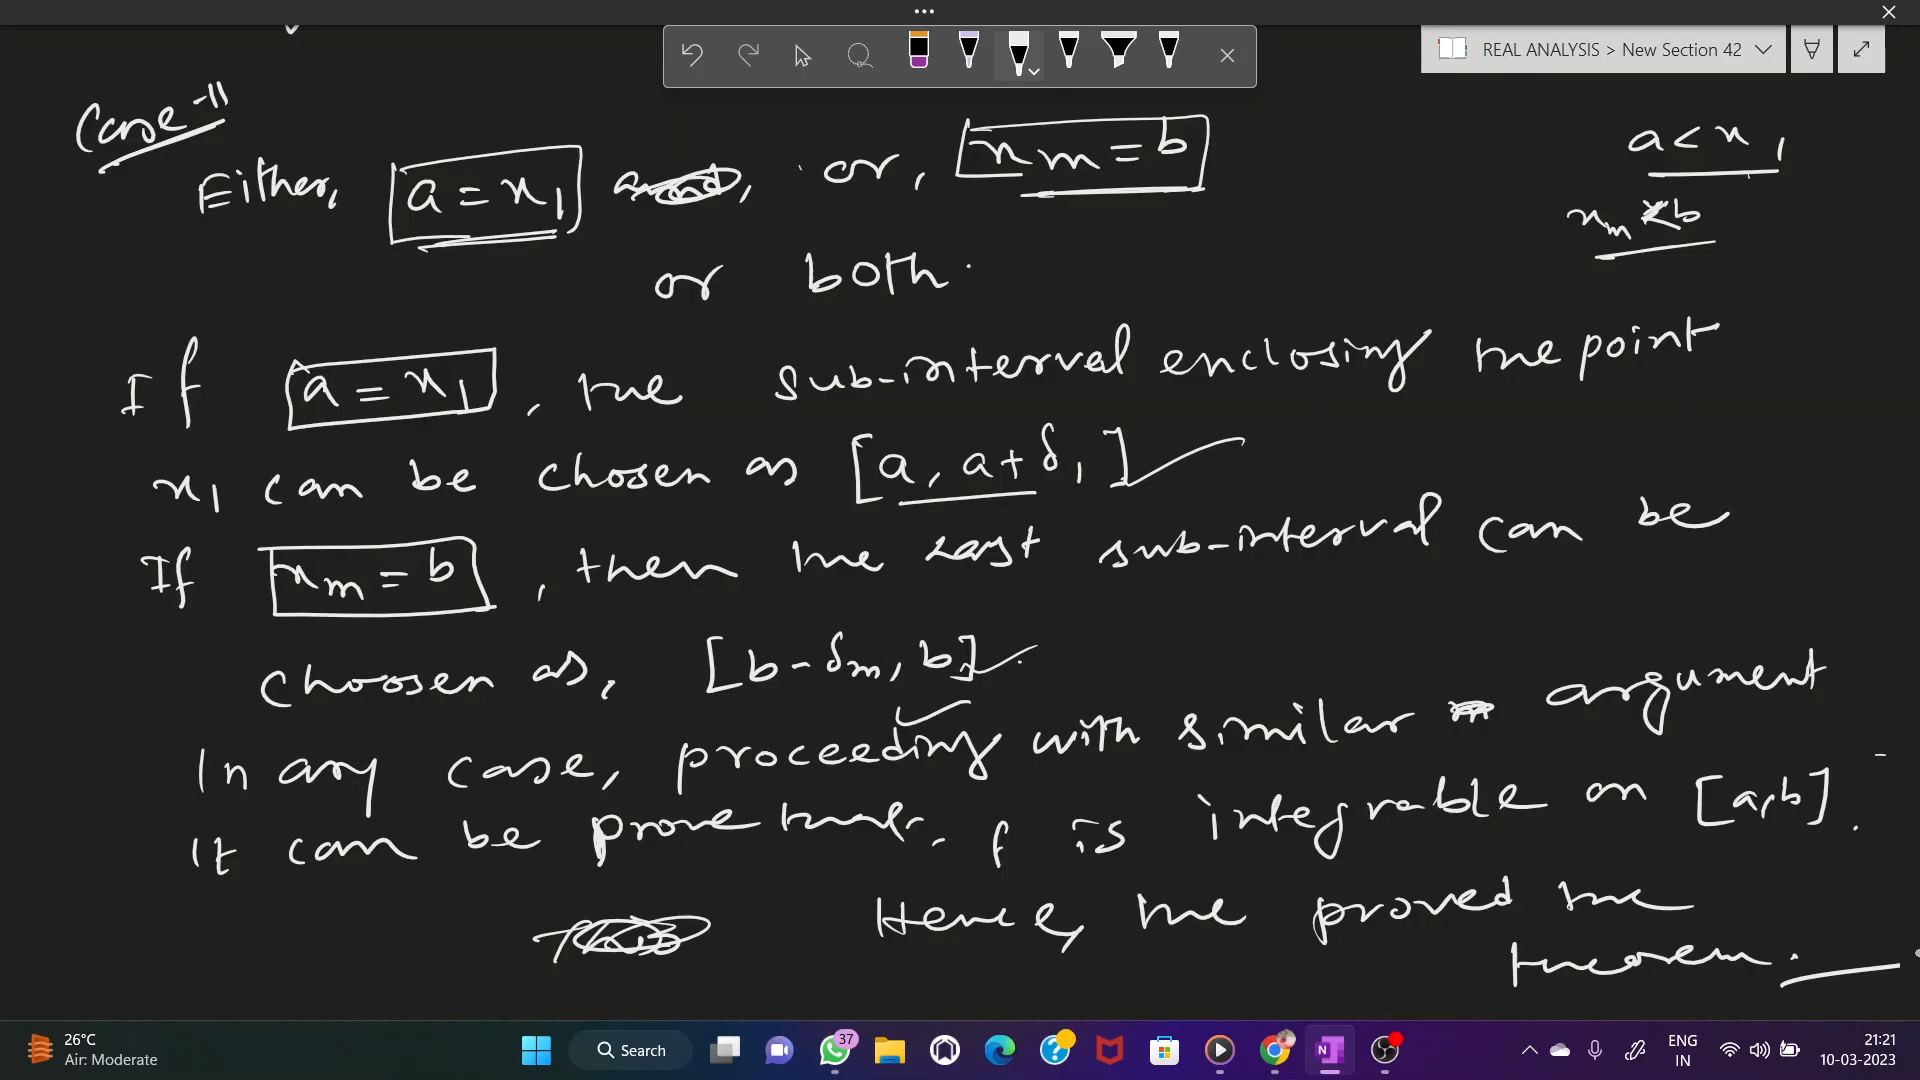 REAL ANALYSIS > New Section 42
Case-II
Either, a = x₁, or, xₘ = b
a < x₁
xₘ < b
or both.
If a = x₁, the sub-interval enclosing the point
x₁ can be chosen as [a, a+δ₁]
If xₘ = b, then the last sub-interval can be
choosen as, [b-δₘ, b]
In any case, proceeding with similar argument
it can be prove that f is integrable on [a,b].
Hence, the proved the
theorem.
26°C
Air: Moderate
Search
37
ENG
IN
21:21
10-03-2023